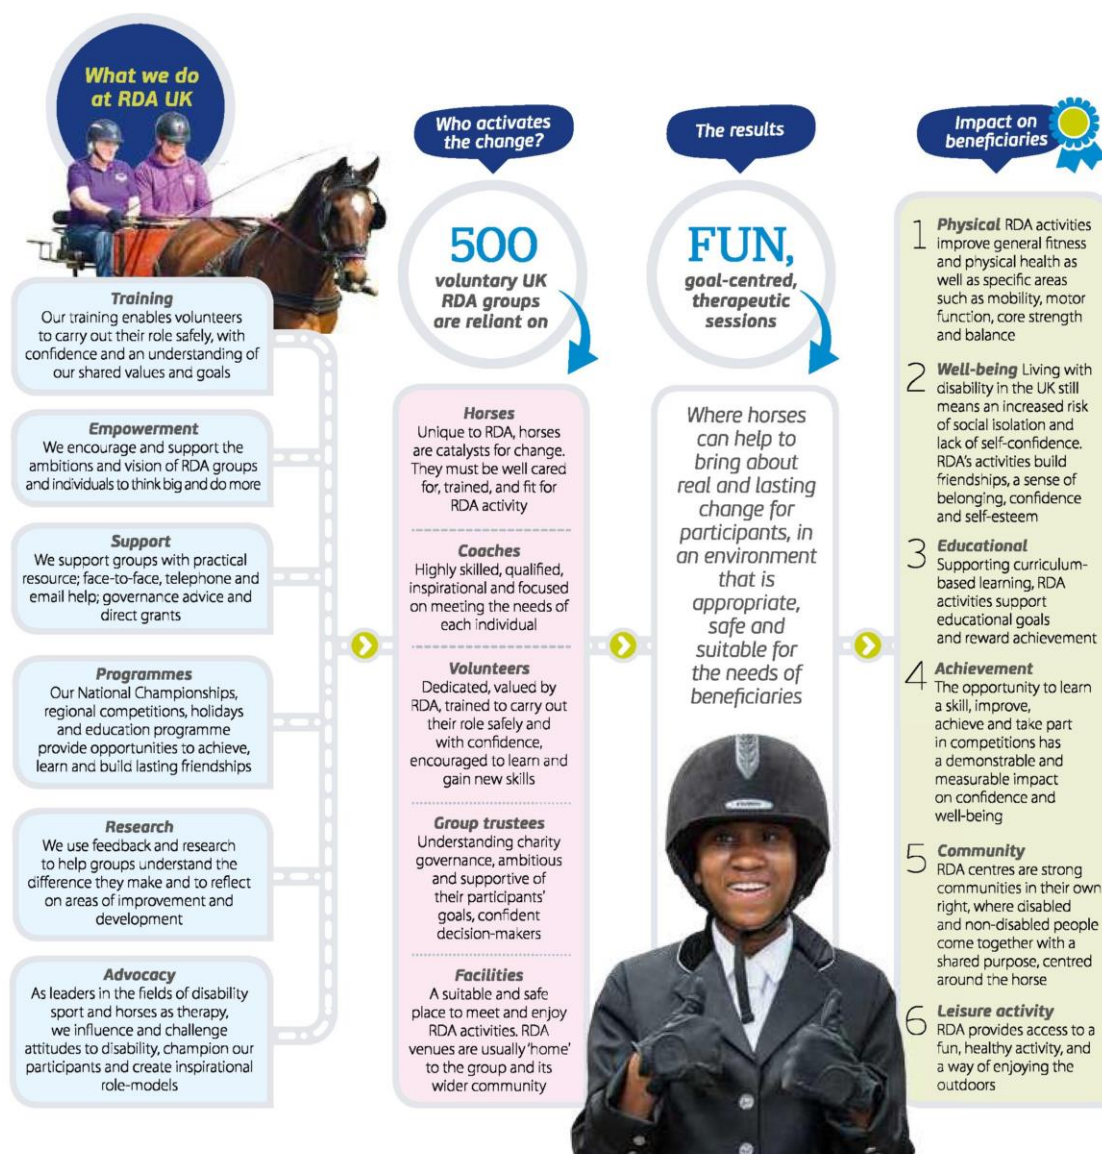 What we do
at RDA UK
Training
Our training enables volunteers
to carry out their role safely, with
confidence and an understanding of
our shared values and goals
Empowerment
We encourage and support the
ambitions and vision of RDA groups
and individuals to think big and do more
Support
We support groups with practical
resource; face-to-face, telephone and
email help; governance advice and
direct grants
Programmes
Our National Championships,
regional competitions, holidays
and education programme
provide opportunities to achieve,
learn and build lasting friendships
Research
We use feedback and research
to help groups understand the
difference they make and to reflect
on areas of improvement and
development
Advocacy
As leaders in the fields of disability
sport and horses as therapy,
we influence and challenge
attitudes to disability, champion our
participants and create inspirational
role-models
Who activates
the change?
500
voluntary UK
RDA groups
are reliant on
Horses
Unique to RDA, horses
are catalysts for change.
They must be well cared
for, trained, and fit for
RDA activity
Coaches
Highly skilled, qualified,
inspirational and focused
on meeting the needs of
each individual
Volunteers
Dedicated, valued by
RDA, trained to carry out
their role safely and
with confidence,
encouraged to learn and
gain new skills
Group trustees
Understanding charity
governance, ambitious
and supportive of
their participants'
goals, confident
decision-makers
Facilities
A suitable and safe
place to meet and enjoy
RDA activities. RDA
venues are usually 'home'
to the group and its
wider community
The results
FUN,
goal-centred,
therapeutic
sessions
Where horses
can help to
bring about
real and lasting
change for
participants, in
an environment
that is
appropriate,
safe and
suitable for
the needs of
beneficiaries
Impact on
beneficiaries
1 Physical RDA activities
improve general fitness
and physical health as
well as specific areas
such as mobility, motor
function, core strength
and balance
2 Well-being Living with
disability in the UK still
means an increased risk
of social isolation and
lack of self-confidence.
RDA's activities build
friendships, a sense of
belonging, confidence
and self-esteem
3 Educational
Supporting curriculum-
based learning, RDA
activities support
educational goals
and reward achievement
4 Achievement
The opportunity to learn
a skill, improve,
achieve and take part
in competitions has
a demonstrable and
measurable impact
on confidence and
well-being
5 Community
RDA centres are strong
communities in their own
right, where disabled
and non-disabled people
come together with a
shared purpose, centred
around the horse
6 Leisure activity
RDA provides access to a
fun, healthy activity, and
a way of enjoying the
outdoors